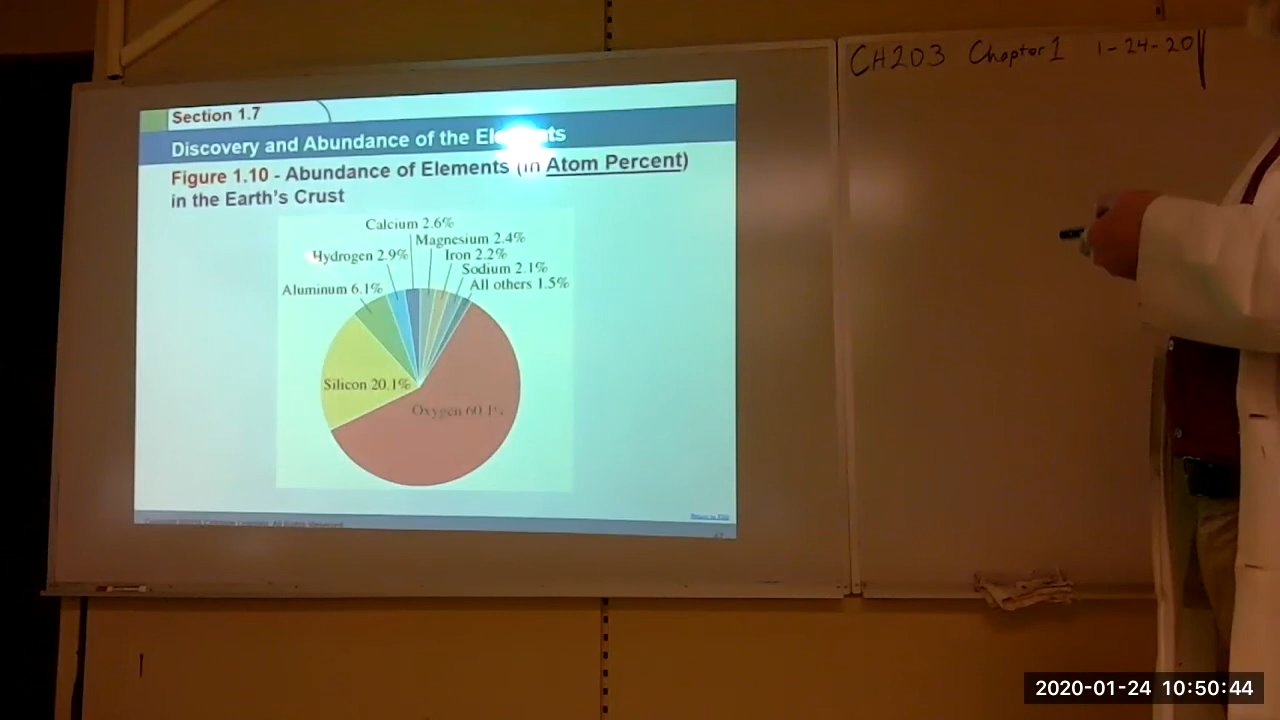 Section 1.7
Discovery and Abundance of the Elements
Figure 1.10 - Abundance of Elements (in Atom Percent)
in the Earth's Crust
Calcium 2.6%
Magnesium 2.4%
Hydrogen 2.9%
Iron 2.2%
Sodium 2.1%
Aluminum 6.1%
All others 1.5%
Silicon 20.1%
Oxygen 60.1%
CH203 Chapter 1 1-24-20
2020-01-24 10:50:44